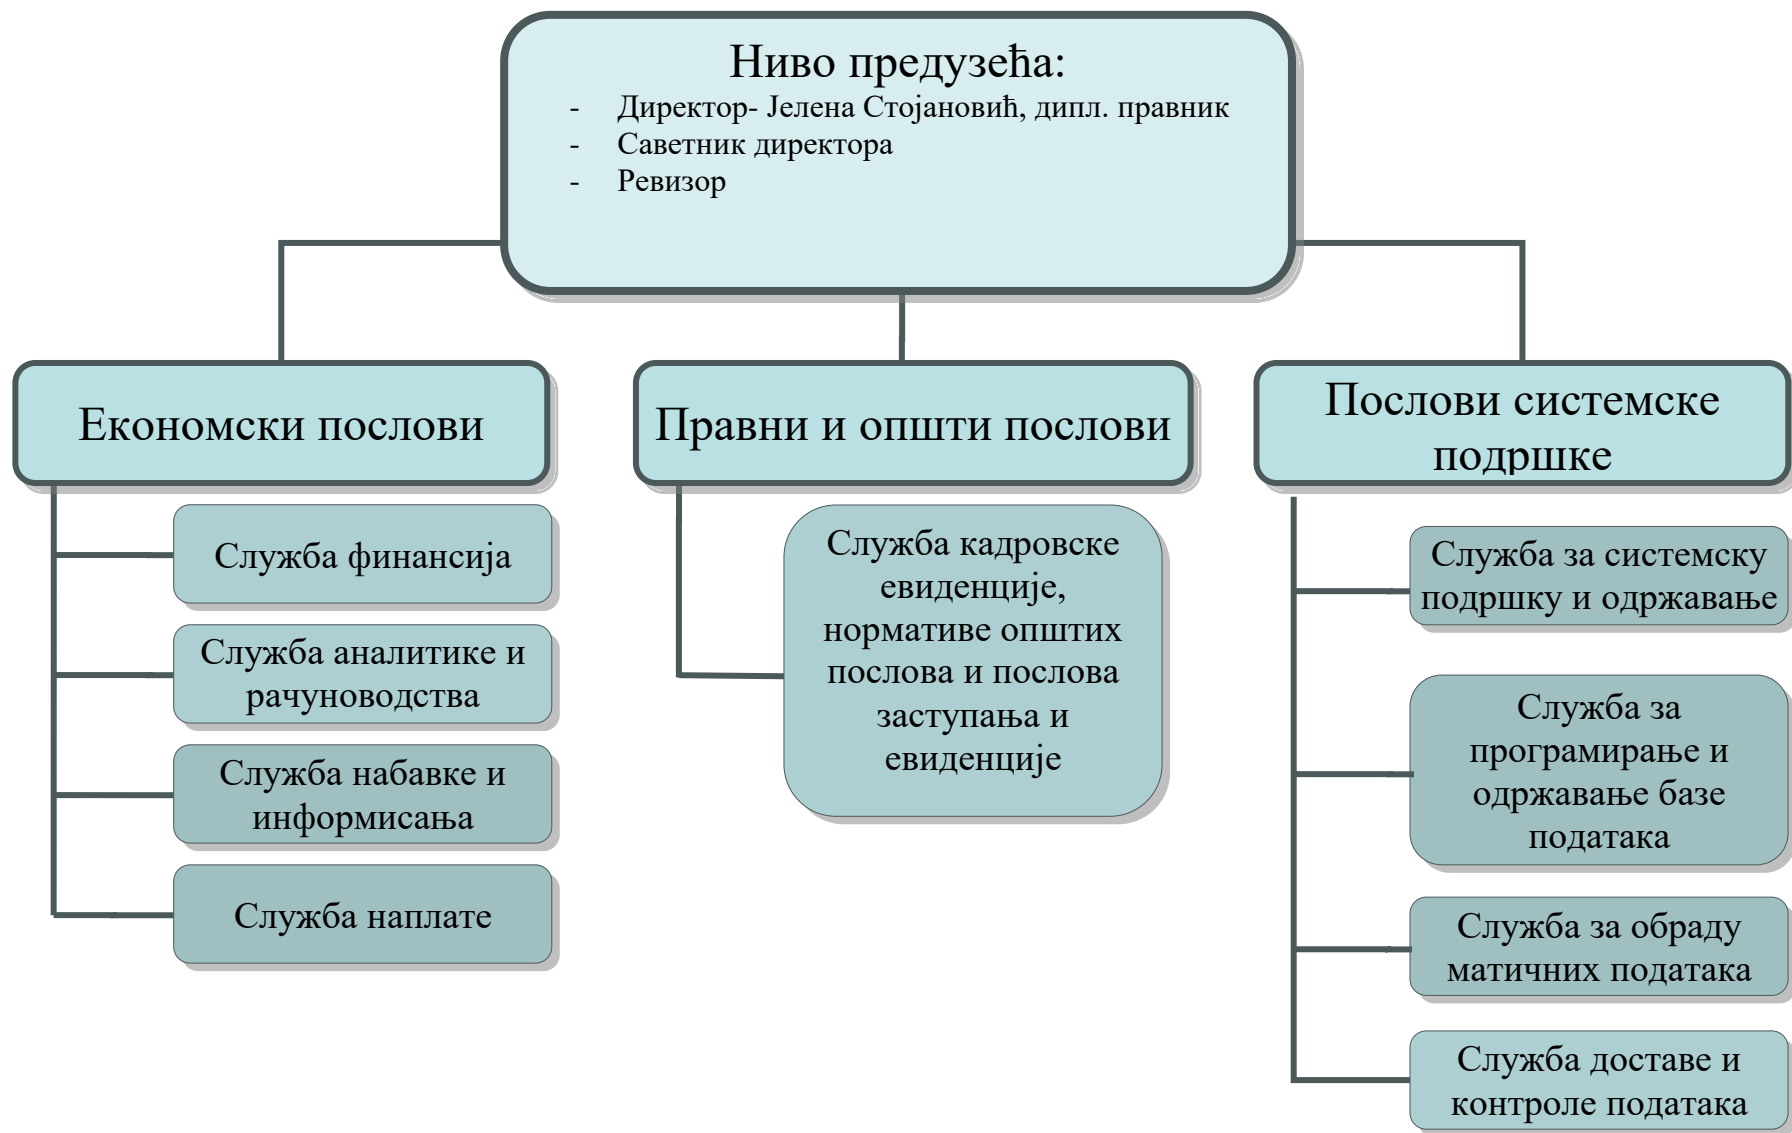 Ниво предузећа:
- Директор- Јелена Стојановић, дипл. правник
- Саветник директора
- Ревизор
Економски послови
Служба финансија
Служба аналитике и
рачуноводства
Служба набавке и
информисања
Служба наплате
Правни и општи послови
Служба кадровске
евиденције,
нормативе општих
послова и послова
заступања и
евиденције
Послови системске
подршке
Служба за системску
подршку и одржавање
Служба за
програмирање и
одржавање базе
података
Служба за обраду
матичних података
Служба доставе и
контроле података